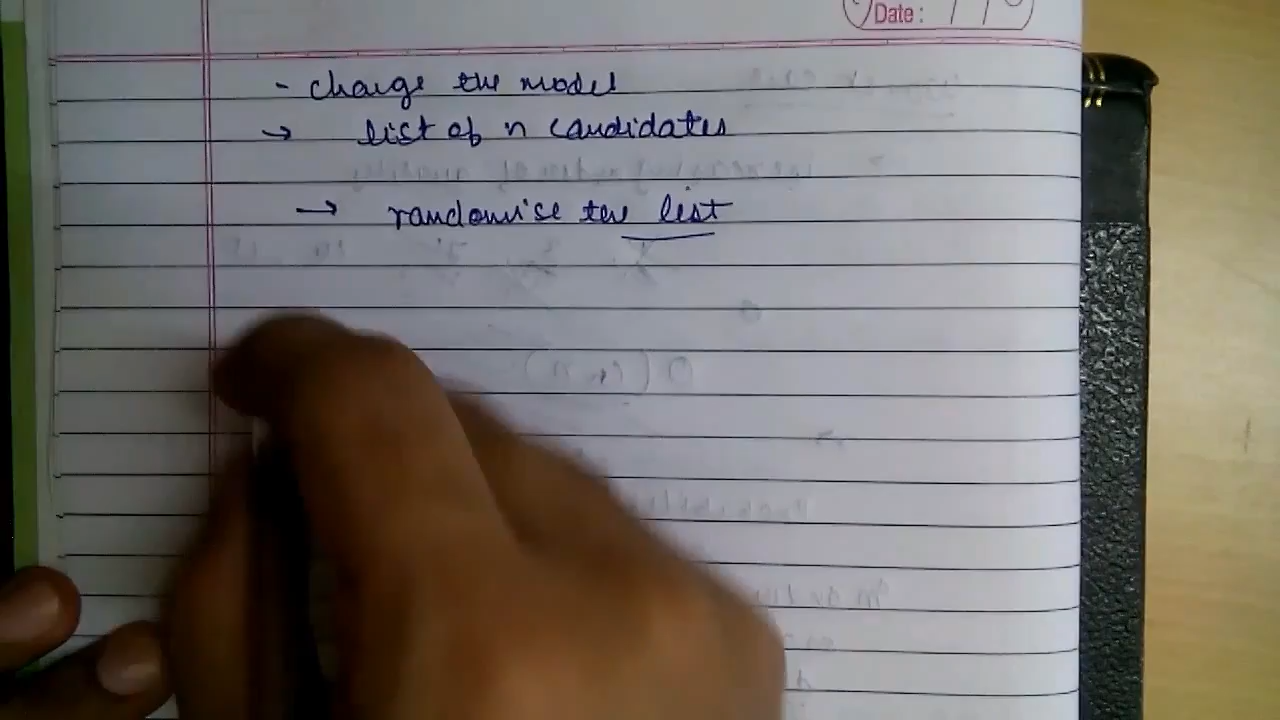 Date :
- change the model
→ list of n candidates
→ randomise the list